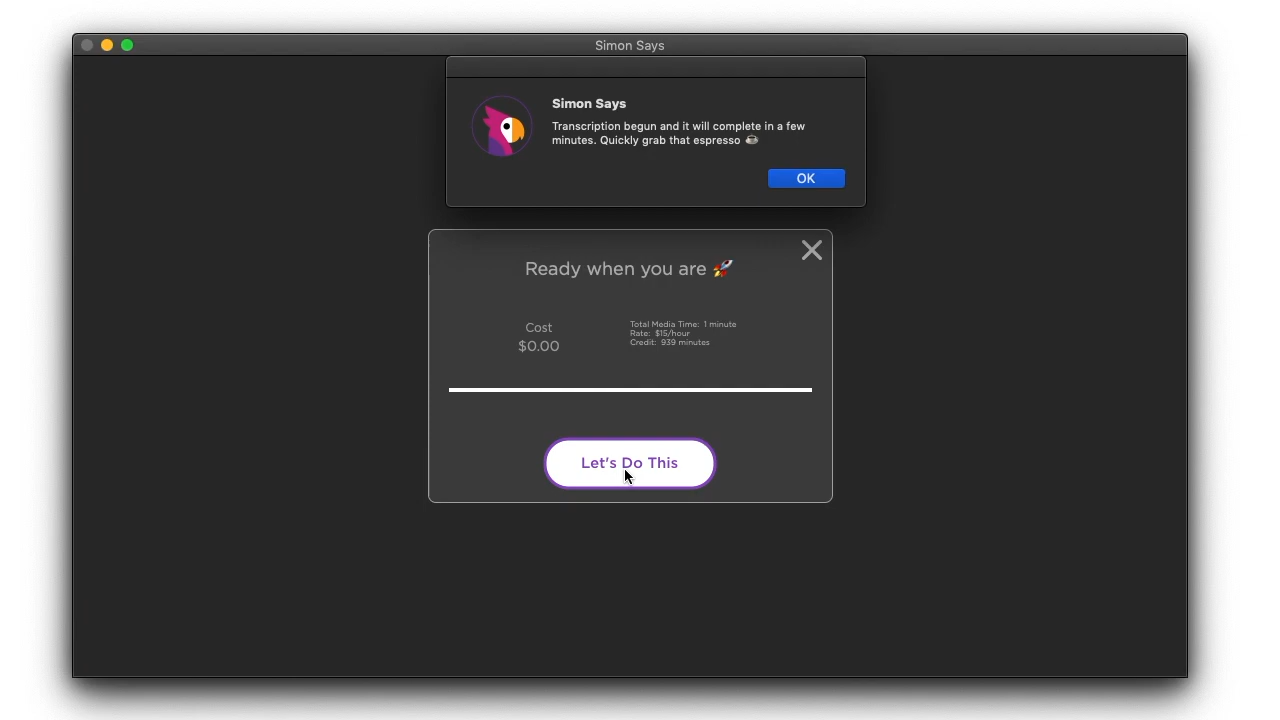 Simon Says
Simon Says
Transcription begun and it will complete in a few
minutes. Quickly grab that espresso ☕
OK
Ready when you are 🚀
Cost
$0.00
Total Media Time: 1 minute
Rate: $15/hour
Credit: 939 minutes
Let's Do This